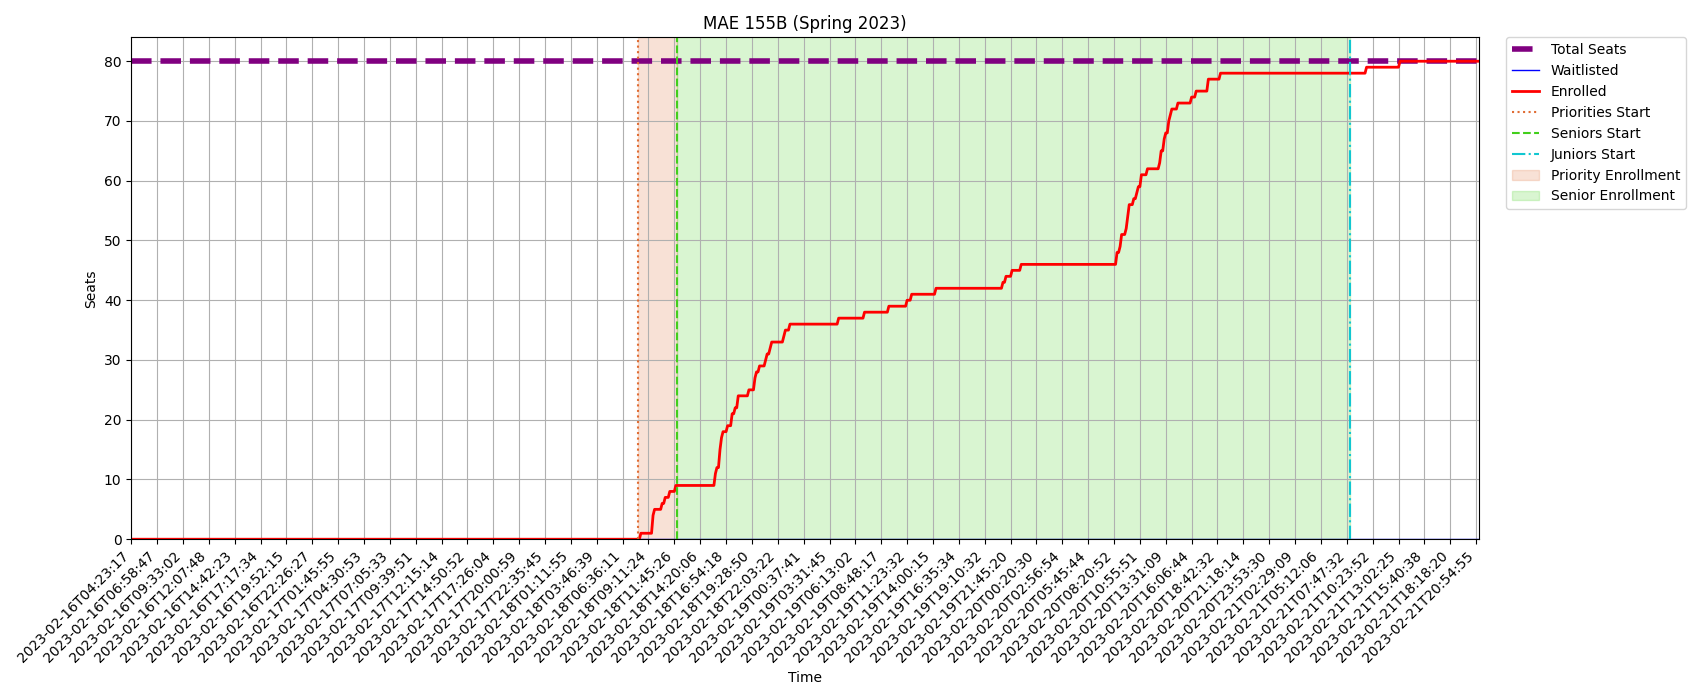 MAE 155B (Spring 2023)
Total Seats
Waitlisted
Enrolled
Priorities Start
Seniors Start
Juniors Start
Priority Enrollment
Senior Enrollment
Seats
80
70
60
50
40
30
20
10
0
2023-02-16T04:23:17
2023-02-16T06:58:47
2023-02-16T09:33:02
2023-02-16T12:07:48
2023-02-16T14:42:23
2023-02-16T17:17:34
2023-02-16T19:52:15
2023-02-16T22:26:27
2023-02-17T01:45:55
2023-02-17T04:30:53
2023-02-17T07:05:33
2023-02-17T09:39:51
2023-02-17T12:15:14
2023-02-17T14:50:52
2023-02-17T17:26:04
2023-02-17T20:00:59
2023-02-17T22:35:45
2023-02-18T01:11:55
2023-02-18T03:46:39
2023-02-18T06:36:11
2023-02-18T09:11:24
2023-02-18T11:45:26
2023-02-18T14:20:06
2023-02-18T16:54:18
2023-02-18T19:28:50
2023-02-18T22:03:22
2023-02-19T00:37:41
2023-02-19T03:31:45
2023-02-19T06:13:02
2023-02-19T08:48:17
2023-02-19T11:23:32
2023-02-19T14:00:15
2023-02-19T16:35:34
2023-02-19T19:10:32
2023-02-19T21:45:20
2023-02-20T00:20:30
2023-02-20T02:56:54
2023-02-20T05:45:44
2023-02-20T08:20:52
2023-02-20T10:55:51
2023-02-20T13:31:09
2023-02-20T16:06:44
2023-02-20T18:42:32
2023-02-20T21:18:14
2023-02-20T23:53:30
2023-02-21T02:29:09
2023-02-21T05:12:06
2023-02-21T07:47:32
2023-02-21T10:23:52
2023-02-21T13:02:25
2023-02-21T15:40:38
2023-02-21T18:18:20
2023-02-21T20:54:55
Time